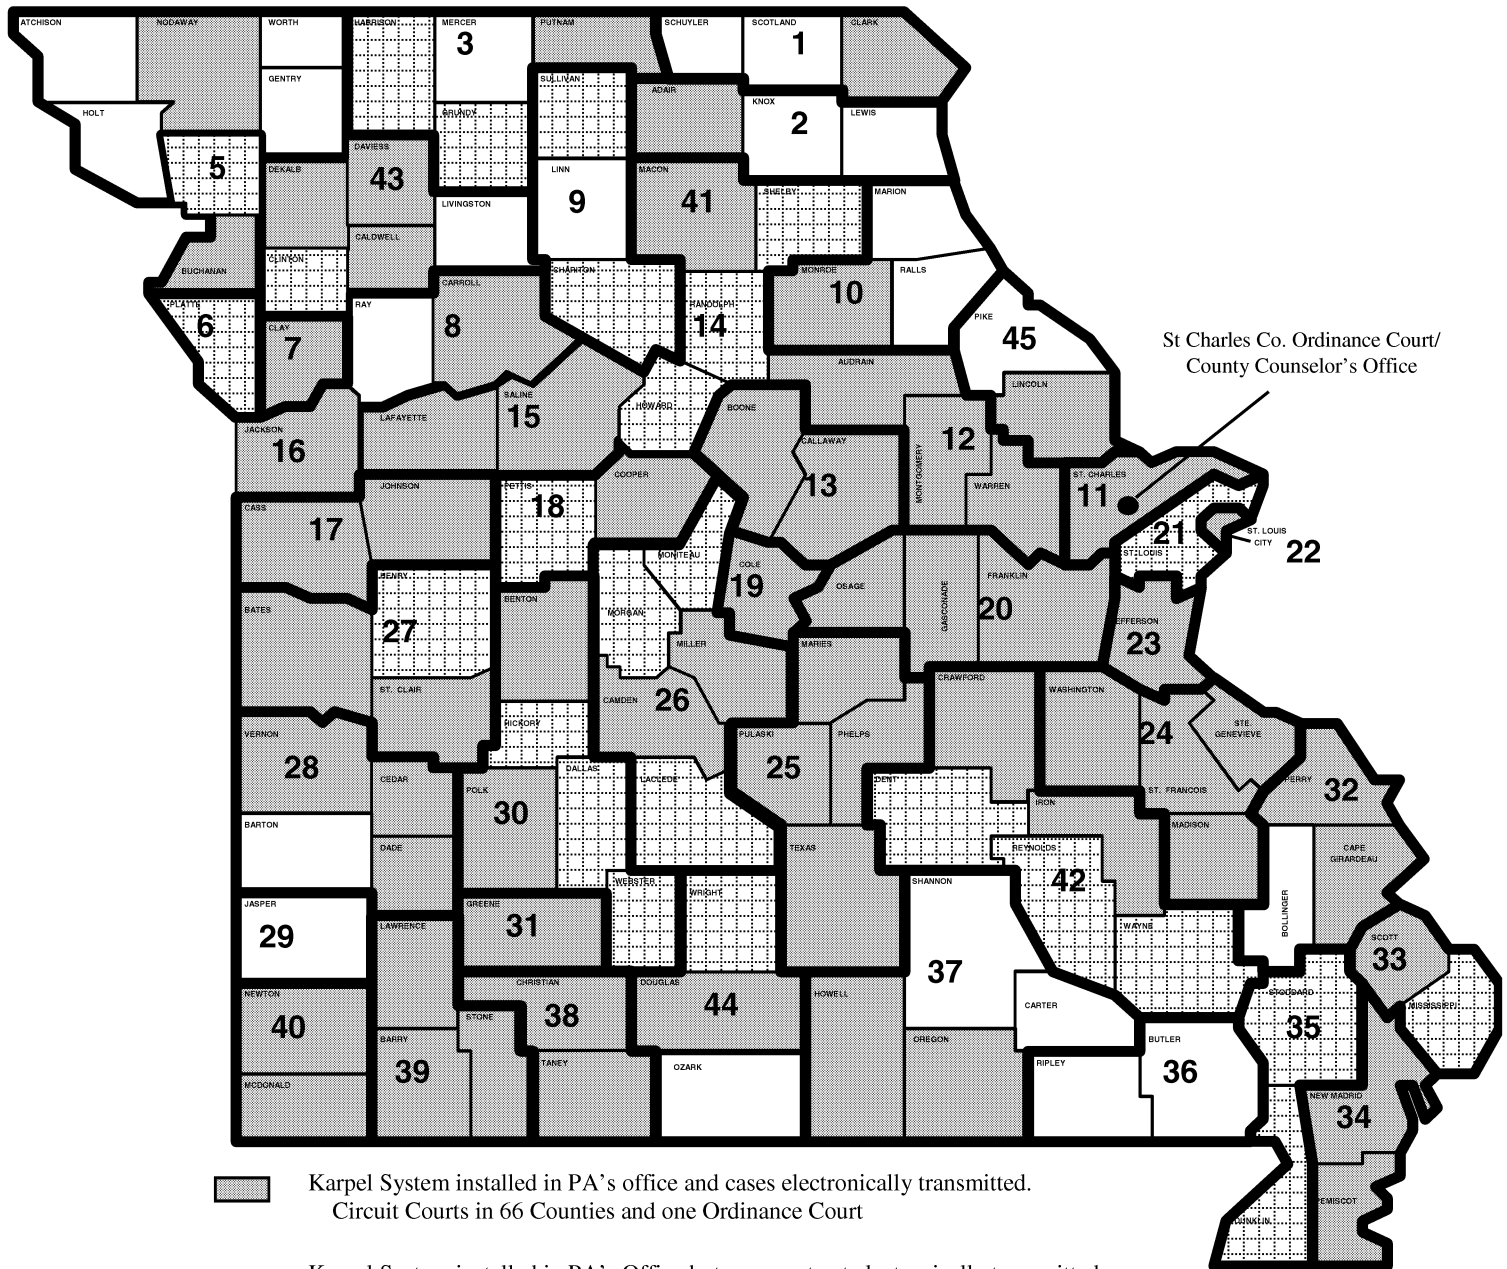 ATCHISON
NODAWAY
WORTH
HARRISON
MERCER
PUTNAM
SCHUYLER
SCOTLAND
CLARK
3
1
GENTRY
SULLIVAN
ADAIR
KNOX
HOLT
GRUNDY
LEWIS
2
DAVIESS
5
DEKALB
43
LINN
MACON
SHELBY
MARION
LIVINGSTON
9
41
CALDWELL
CLINTON
BUCHANAN
CHARITON
MONROE
RALLS
CARROLL
10
PLATTE
RAY
RANDOLPH
PIKE
6
CLAY
8
14
45
7
St Charles Co. Ordinance Court/
County Counselor's Office
AUDRAIN
LINCOLN
SALINE
HOWARD
BOONE
LAFAYETTE
15
JACKSON
16
CALLAWAY
12
MONTGOMERY
COOPER
ST. CHARLES
JOHNSON
PETTIS
13
WARREN
11
CASS
18
17
21
ST. LOUIS
CITY
22
MONITEAU
ST. LOUIS
COLE
HENRY
19
OSAGE
GASCONADE
FRANKLIN
BENTON
20
BATES
MORGAN
27
EFFERSON
MILLER
MARIES
23
CRAWFORD
ST. CLAIR
CAMDEN
26
WASHINGTON
HICKORY
STE.
GENEVIEVE
VERNON
PULASKI
PHELPS
24
28
25
DALLAS
LACLEDE
DENT
CEDAR
PERRY
POLK
ST. FRANCOIS
32
IRON
30
BARTON
MADISON
DADE
TEXAS
REYNOLDS
CAPE
GIRARDEAU
WEBSTER
WRIGHT
SHANNON
42
JASPER
GREENE
BOLLINGER
LAWRENCE
31
WAYNE
29
SCOTT
33
37
CHRISTIAN
DOUGLAS
NEWTON
HOWELL
STODDARD
CARTER
MISSISSIPPI
STONE
38
44
40
35
BARRY
OREGON
BUTLER
TANEY
OZARK
RIPLEY
39
36
MCDONALD
NEW MADRID
34
Karpel System installed in PA's office and cases electronically transmitted.
Circuit Courts in 66 Counties and one Ordinance Court
PEMISCOT
DUNKLIN